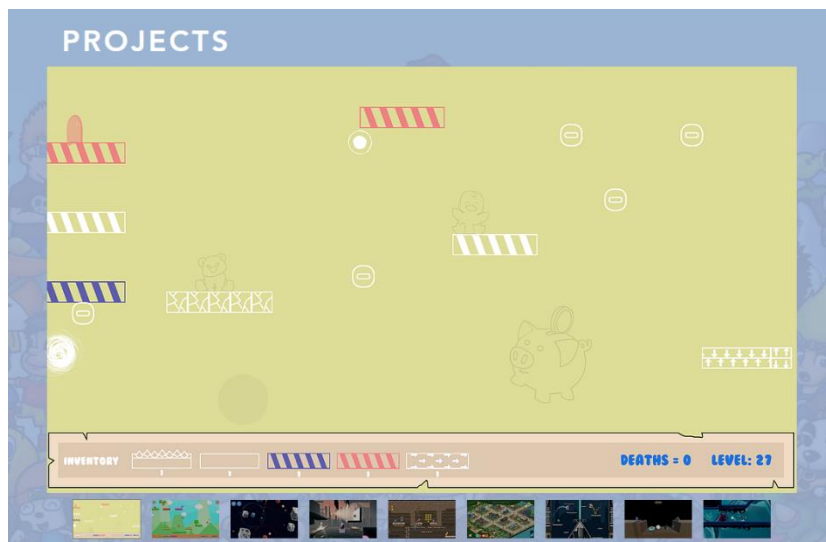 PROJECTS
INVENTORY
DEATHS = 0 LEVEL: 27